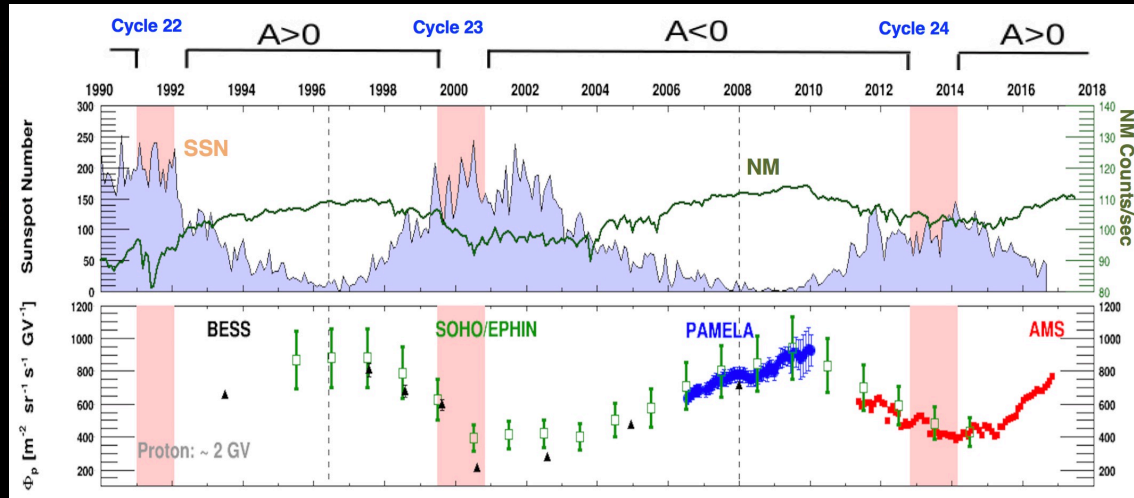 Cycle 22 A>0 Cycle 23 A<0 Cycle 24 A>0
1990 1992 1994 1996 1998 2000 2002 2004 2006 2008 2010 2012 2014 2016 2018
Sunspot Number
300
250
200
150
100
50
0
SSN
NM
140
130
120
110
100
90
80
NM Counts/sec
Φp [m-2 sr-1 s-1 GV-1]
1200
1000
800
600
400
200
BESS SOHO/EPHIN PAMELA AMS
Proton: ~ 2 GV
1200
1000
800
600
400
200